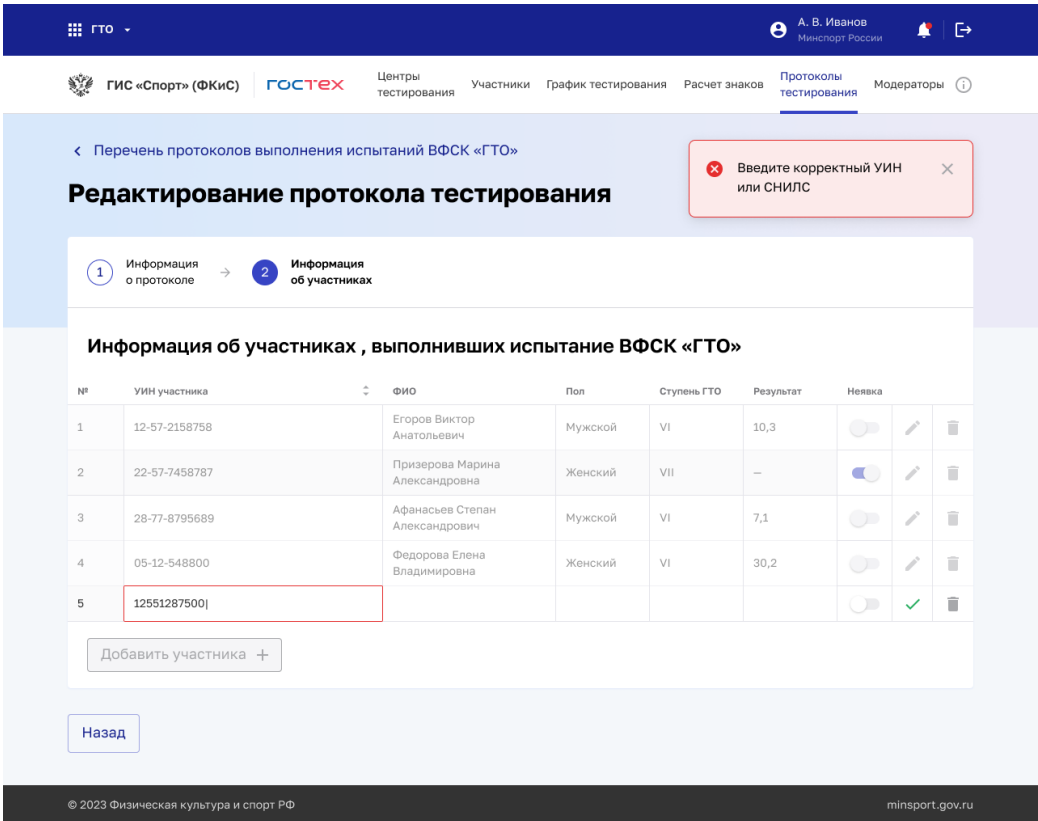 ГТО
А. В. Иванов
Минспорт России
ГИС «Спорт» (ФКиС)
ГОСТЕХ
Центры
тестирования
Участники
График тестирования
Расчет знаков
Протоколы
тестирования
Модераторы
Перечень протоколов выполнения испытаний ВФСК «ГТО»
Редактирование протокола тестирования
Введите корректный УИН
или СНИЛС
1
Информация
о протоколе
2
Информация
об участниках
Информация об участниках , выполнивших испытание ВФСК «ГТО»
№ УИН участника ФИО Пол Ступень ГТО Результат Неявка
1 12-57-2158758 Егоров Виктор Мужской VI 10,3
Анатольевич
2 22-57-7458787 Призерова Марина Женский VII —
Александровна
3 28-77-8795689 Афанасьев Степан Мужской VI 7,1
Александрович
4 05-12-548800 Федорова Елена Женский VI 30,2
Владимировна
5 12551287500
Добавить участника +
Назад
© 2023 Физическая культура и спорт РФ
minsport.gov.ru